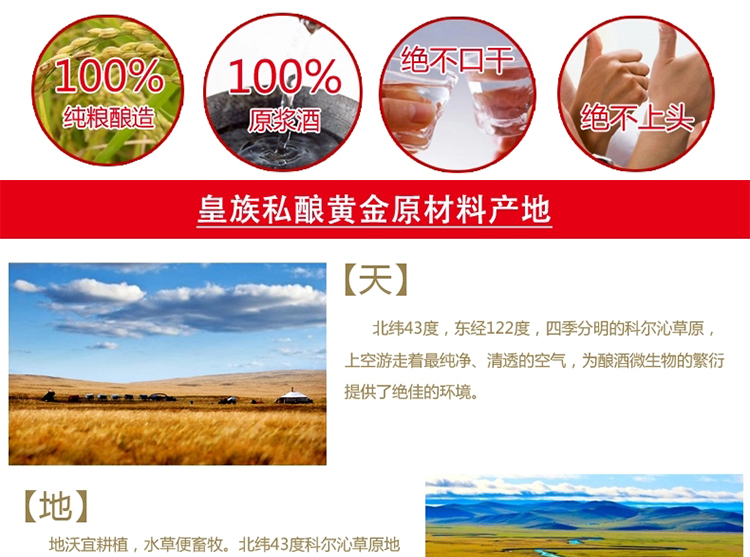 100%
纯粮酿造
100%
原浆酒
绝不口干
绝不上头
皇族私酿黄金原材料产地
【天】
北纬43度，东经122度，四季分明的科尔沁草原，
上空游走着最纯净、清透的空气，为酿酒微生物的繁衍
提供了绝佳的环境。
【地】
地沃宜耕植，水草便畜牧。北纬43度科尔沁草原地